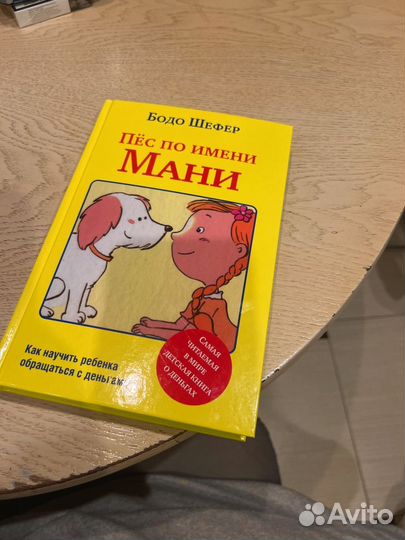 Бодо Шефер
Пёс по имени
Мани
Как научить ребенка
обращаться с деньгами
Самая
читаемая
в мире
детская книга
о деньгах
Avito